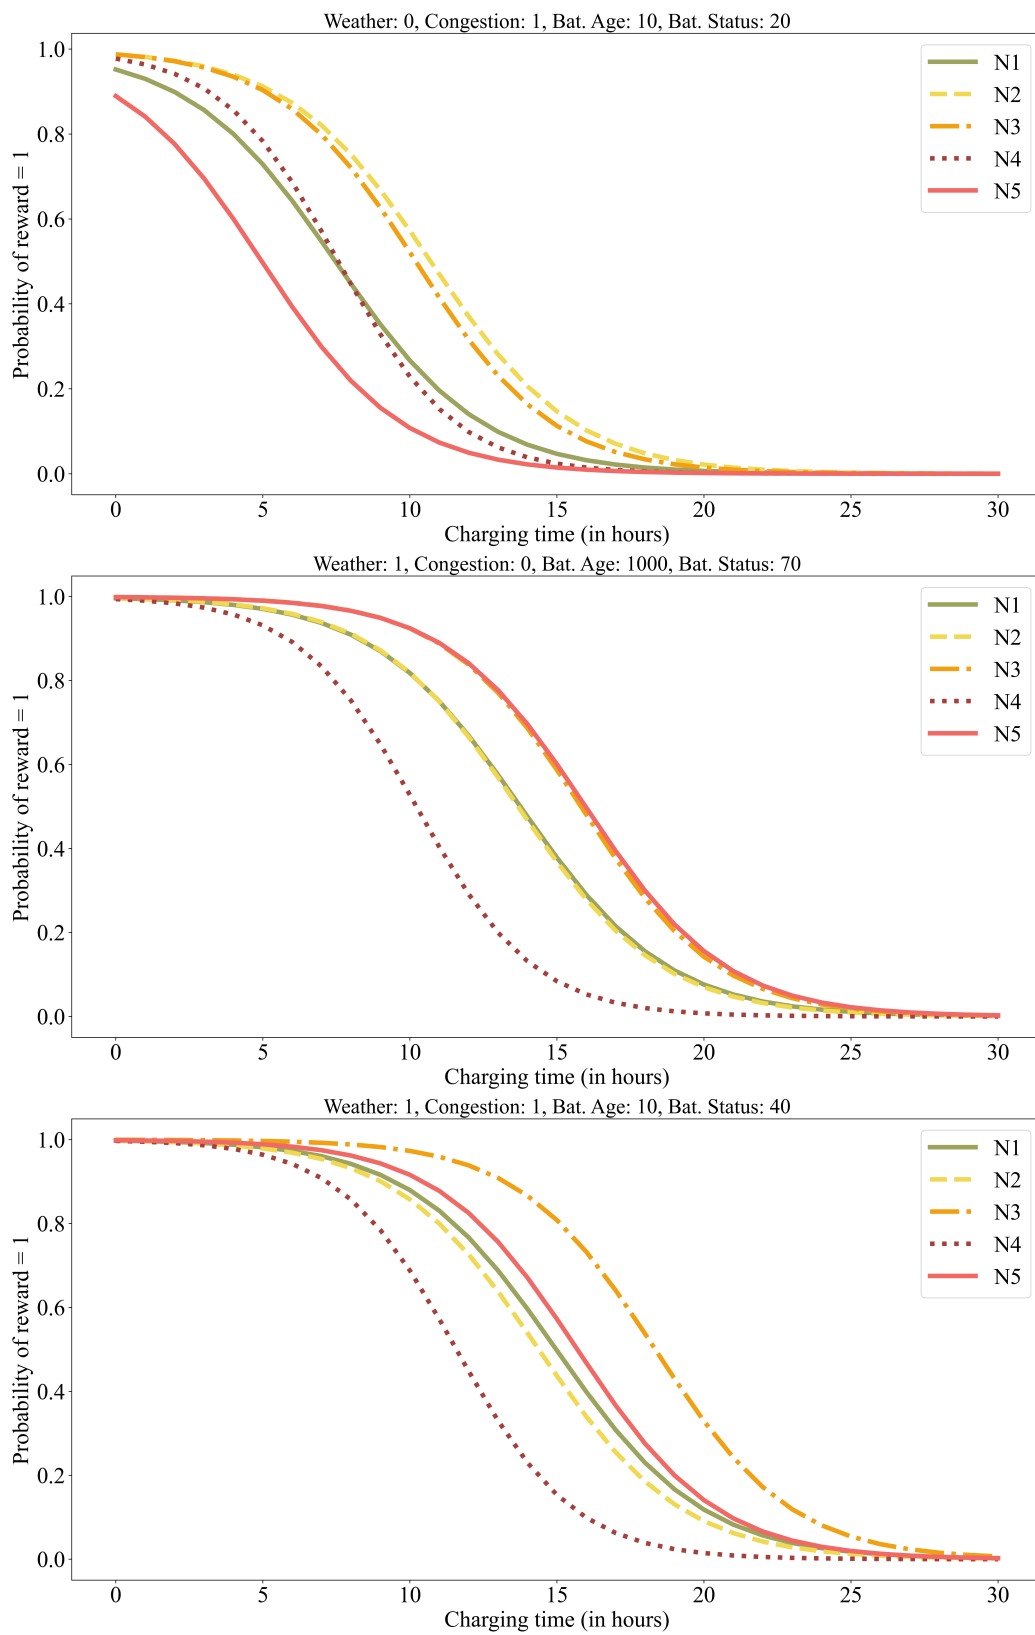 Weather: 0, Congestion: 1, Bat. Age: 10, Bat. Status: 20
Probability of reward = 1
1.0
0.8
0.6
0.4
0.2
0.0
N1
N2
N3
N4
N5
0 5 10 15 20 25 30
Charging time (in hours)
Weather: 1, Congestion: 0, Bat. Age: 1000, Bat. Status: 70
Probability of reward = 1
1.0
0.8
0.6
0.4
0.2
0.0
N1
N2
N3
N4
N5
0 5 10 15 20 25 30
Charging time (in hours)
Weather: 1, Congestion: 1, Bat. Age: 10, Bat. Status: 40
Probability of reward = 1
1.0
0.8
0.6
0.4
0.2
0.0
N1
N2
N3
N4
N5
0 5 10 15 20 25 30
Charging time (in hours)